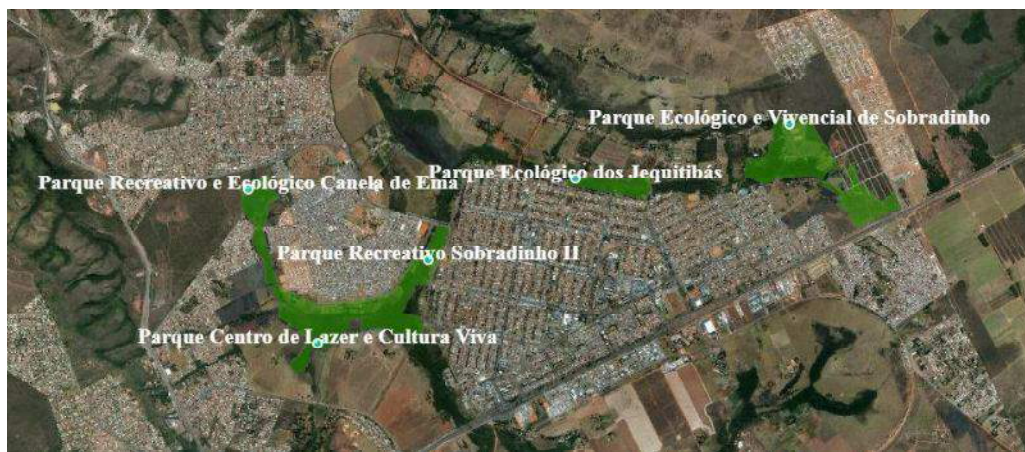 Parque Ecológico e Vivencial de Sobradinho
Parque Ecológico dos Jequitibás
Parque Recreativo e Ecológico Canela de Ema
Parque Recreativo Sobradinho II
Parque Centro de Lazer e Cultura Viva